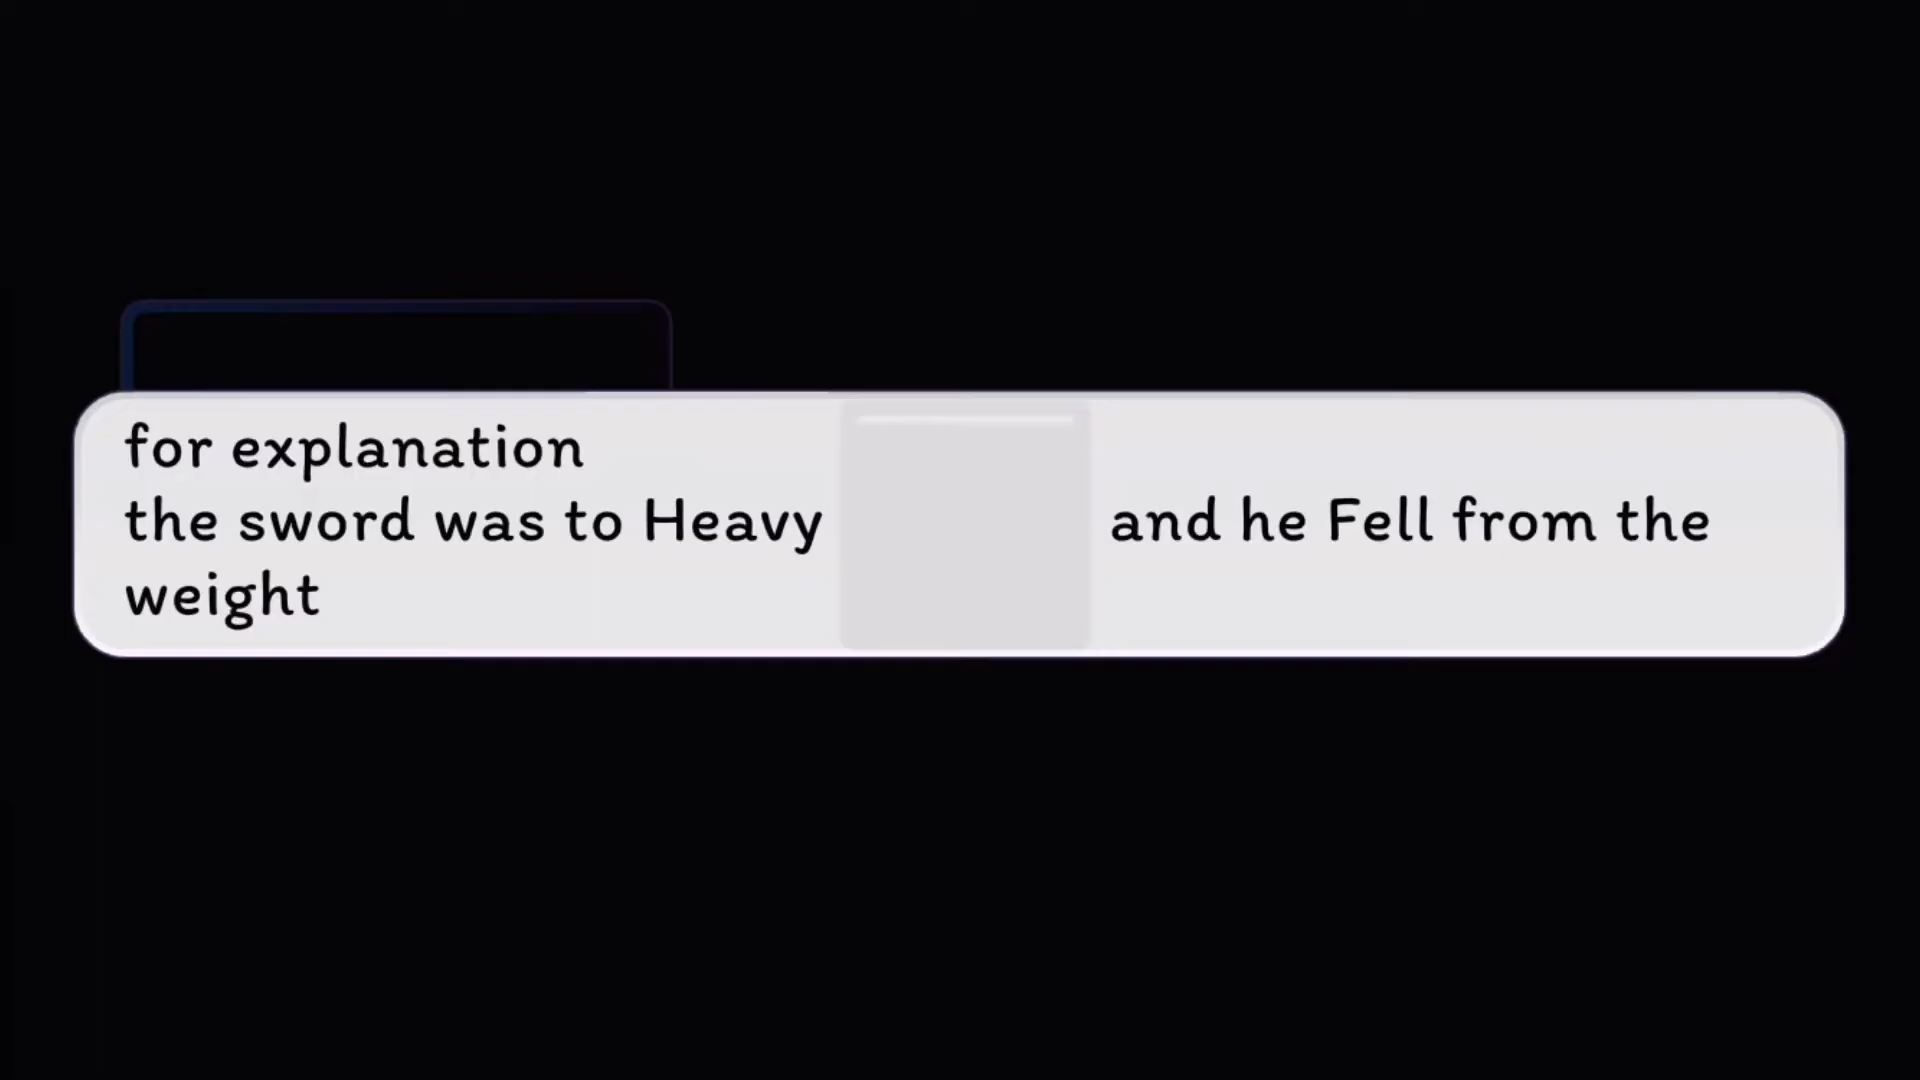 for explanation
the sword was to Heavy and he Fell from the
weight